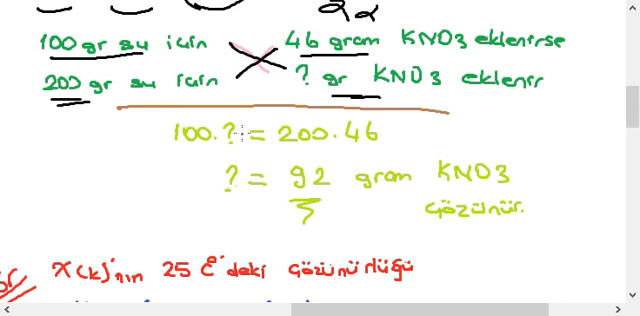 100 gr su için 46 gram KNO3 eklenirse
200 gr su için ? gr KNO3 eklenir
100.? = 200.46
? = 92 gram KNO3
çözünür.
X(k)'nın 25 C°deki çözünürlüğü